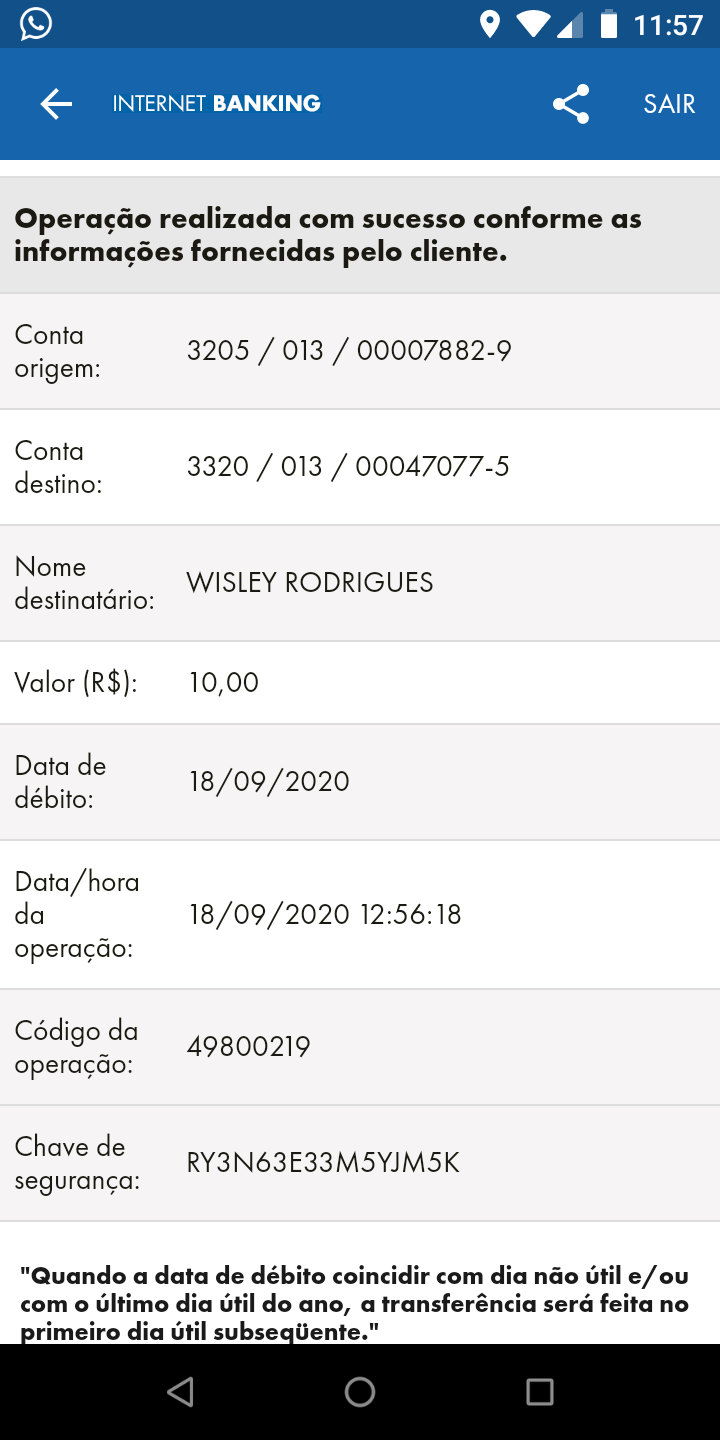 11:57
INTERNET BANKING
SAIR
Operação realizada com sucesso conforme as
informações fornecidas pelo cliente.
Conta
origem:
3205 / 013 / 00007882-9
Conta
destino:
3320 / 013 / 00047077-5
Nome
destinatário:
WISLEY RODRIGUES
Valor (R$):
10,00
Data de
débito:
18/09/2020
Data/hora
da
operação:
18/09/2020 12:56:18
Código da
operação:
49800219
Chave de
segurança:
RY3N63E33M5YJM5K
"Quando a data de débito coincidir com dia não útil e/ou
com o último dia útil do ano, a transferência será feita no
primeiro dia útil subseqüente."